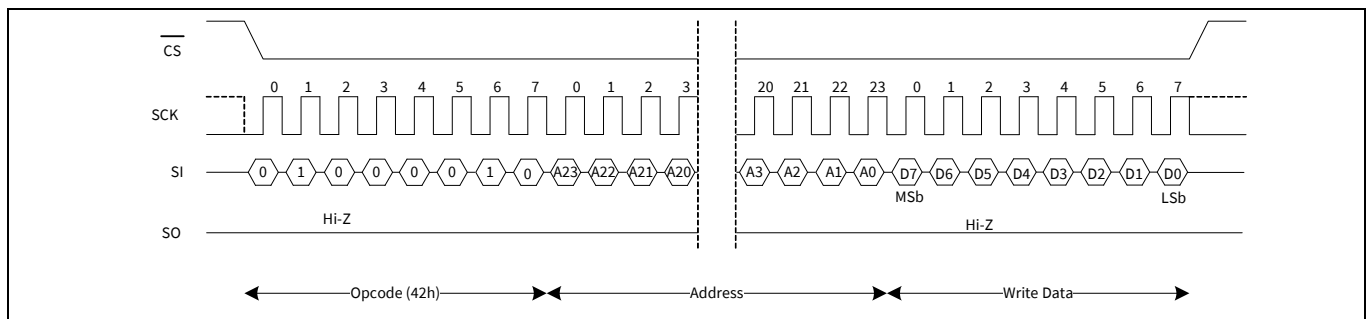 CS
0 1 2 3 4 5 6 7 0 1 2 3 20 21 22 23 0 1 2 3 4 5 6 7
SCK
SI 0 1 0 0 0 0 1 0 A23 A22 A21 A20 A3 A2 A1 A0 D7 D6 D5 D4 D3 D2 D1 D0
MSb LSb
Hi-Z Hi-Z
SO
Opcode (42h) Address Write Data